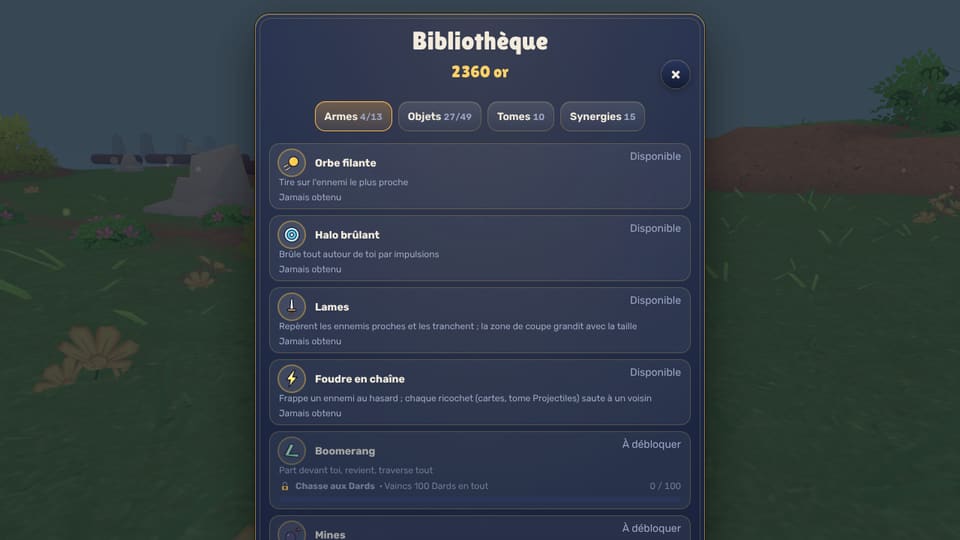 Bibliothèque
2360 or
×
Armes 4/13 Objets 27/49 Tomes 10 Synergies 15
Orbe filante Disponible
Tire sur l'ennemi le plus proche
Jamais obtenu
Halo brûlant Disponible
Brûle tout autour de toi par impulsions
Jamais obtenu
Lames Disponible
Repèrent les ennemis proches et les tranchent ; la zone de coupe grandit avec la taille
Jamais obtenu
Foudre en chaîne Disponible
Frappe un ennemi au hasard ; chaque ricochet (cartes, tome Projectiles) saute à un voisin
Jamais obtenu
Boomerang À débloquer
Part devant toi, revient, traverse tout
Chasse aux Dards • Vaincs 100 Dards en tout 0 / 100
Mines À débloquer